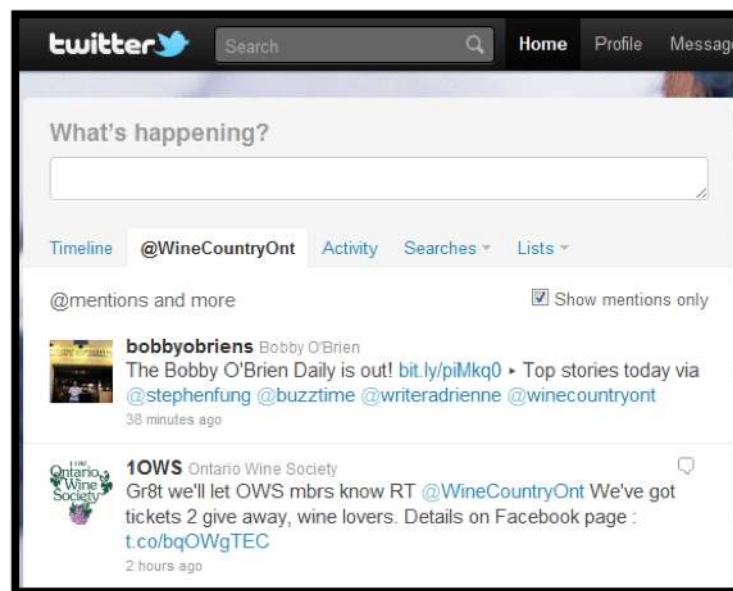 twitter Search Home Profile Messag
What's happening?
Timeline @WineCountryOnt Activity Searches Lists
@mentions and more Show mentions only
bobbyobriens Bobby O'Brien
The Bobby O'Brien Daily is out! bit.ly/piMkq0 ▸ Top stories today via
@stephenfung @buzztime @writeradrienne @winecountryont
38 minutes ago
Ontario
Wine
Society
1OWS Ontario Wine Society
Gr8t we'll let OWS mbrs know RT @WineCountryOnt We've got
tickets 2 give away, wine lovers. Details on Facebook page :
t.co/bqOWgTEC
2 hours ago